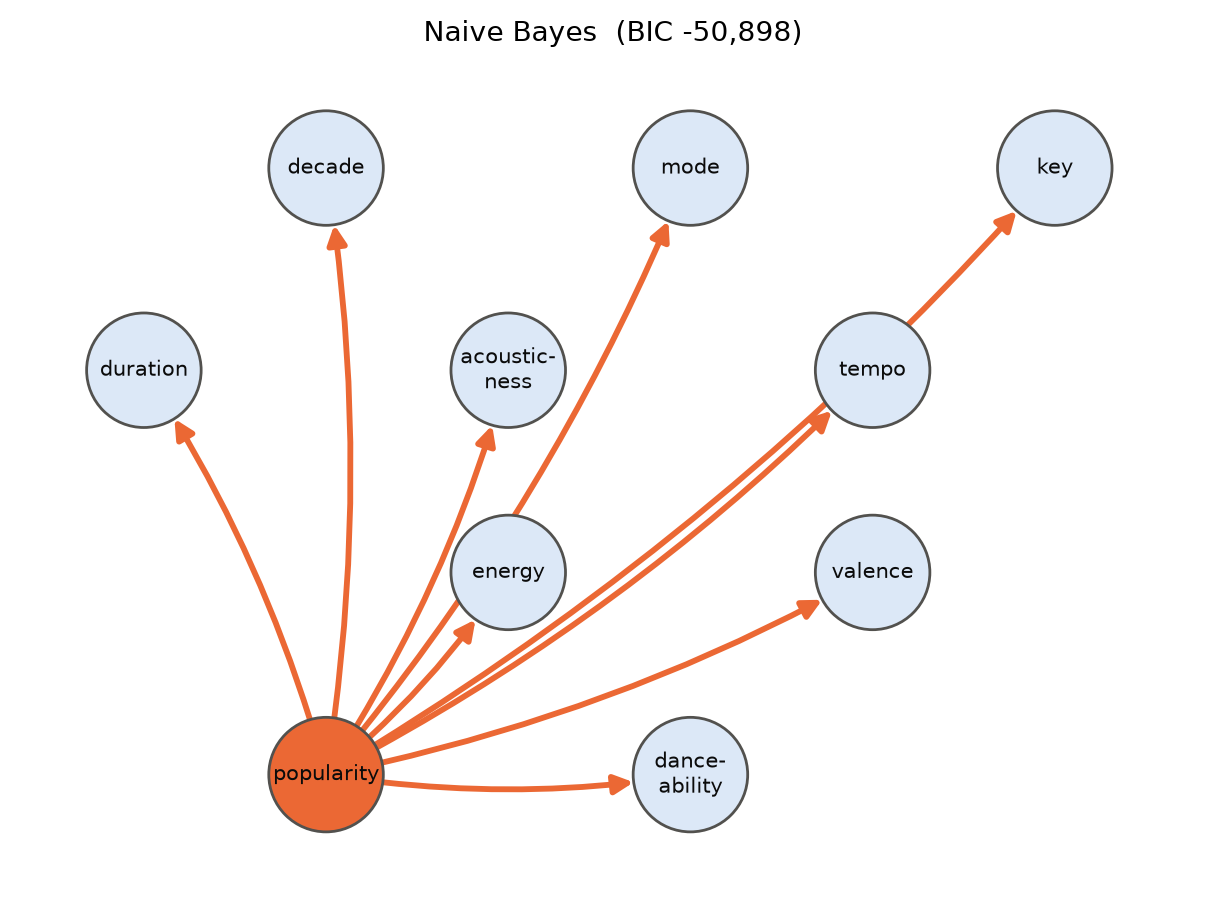 Naive Bayes  (BIC -50,898)
decade
mode
key
duration
acoustic-
ness
tempo
energy
valence
popularity
dance-
ability